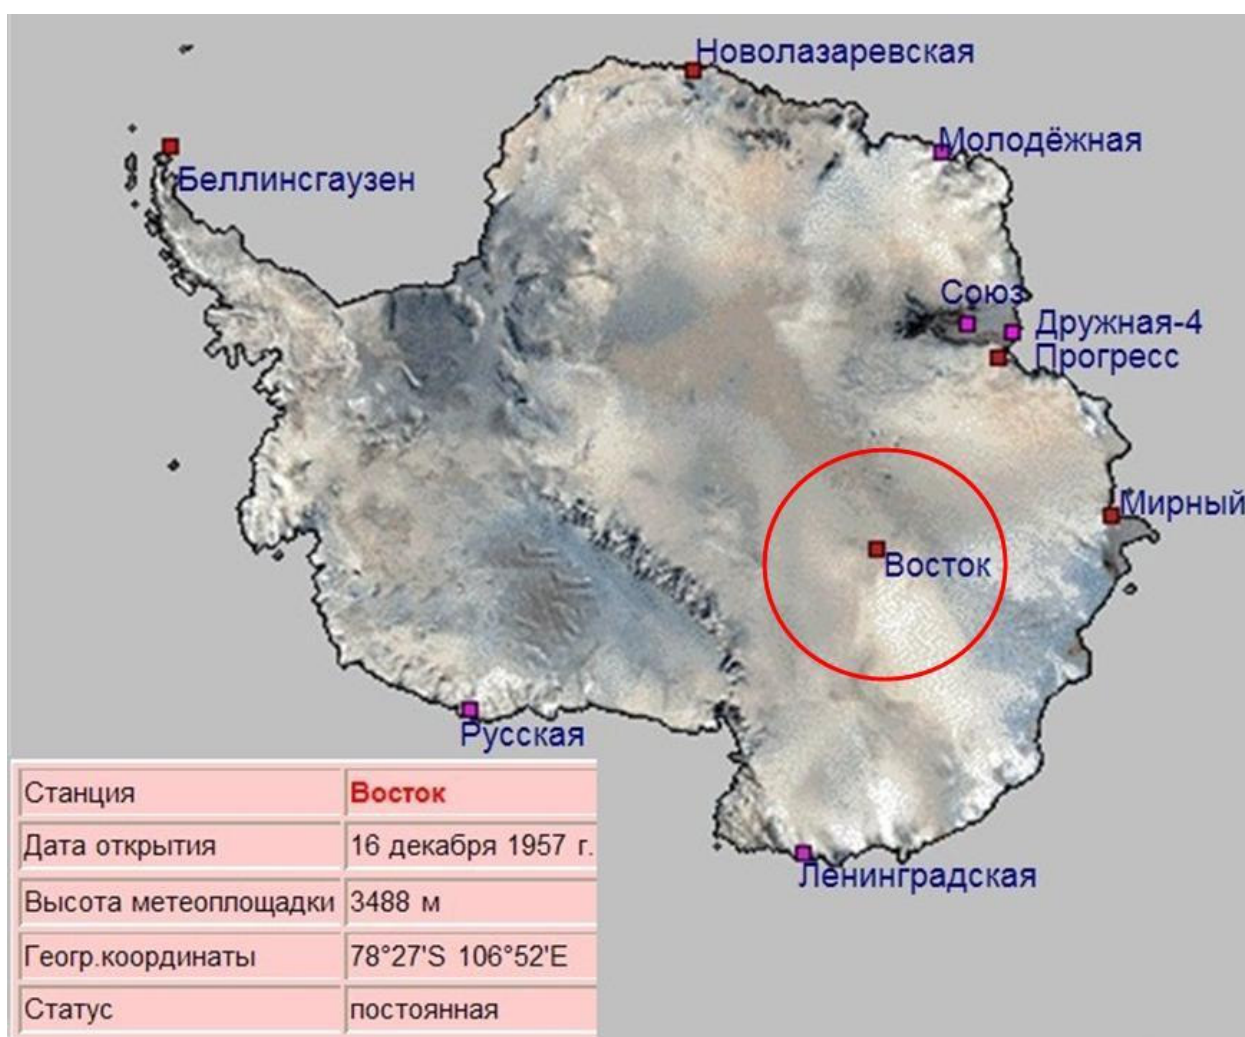 Новолазаревская
Молодёжная
Беллинсгаузен
Союз
Дружная-4
Прогресс
Мирный
Восток
Русская
Ленинградская
Станция Восток
Дата открытия 16 декабря 1957 г.
Высота метеоплощадки 3488 м
Геогр.координаты 78°27'S 106°52'E
Статус постоянная